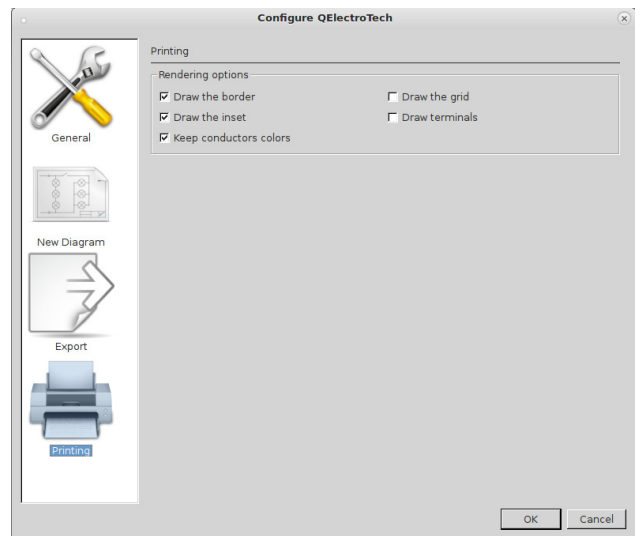 Configure QElectroTech
General
New Diagram
Export
Printing
Printing
Rendering options
Draw the border
Draw the grid
Draw the inset
Draw terminals
Keep conductors colors
OK
Cancel